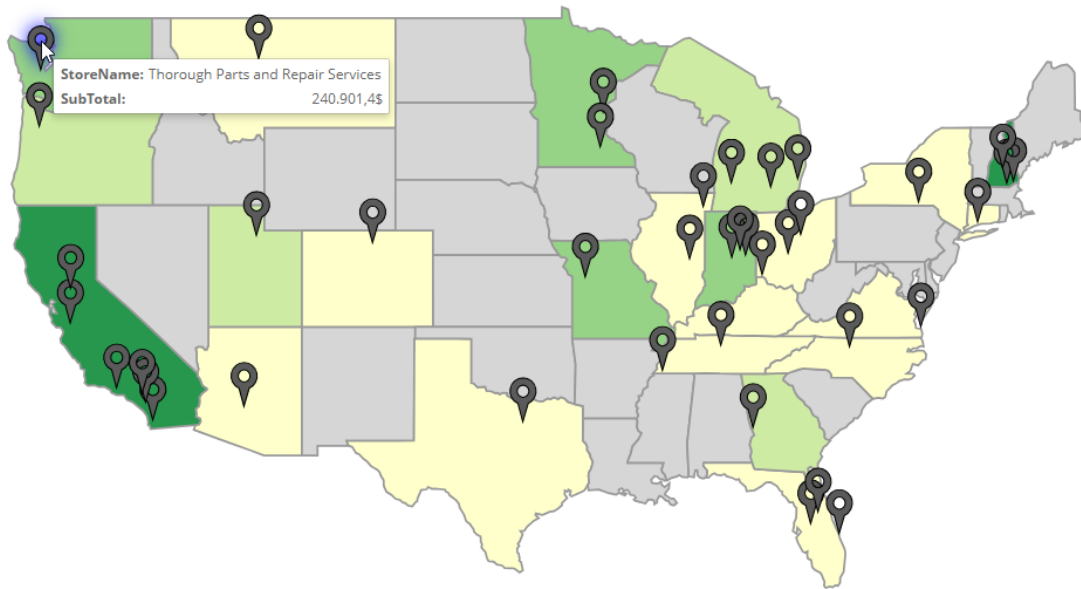 StoreName: Thorough Parts and Repair Services
SubTotal: 240.901,4$